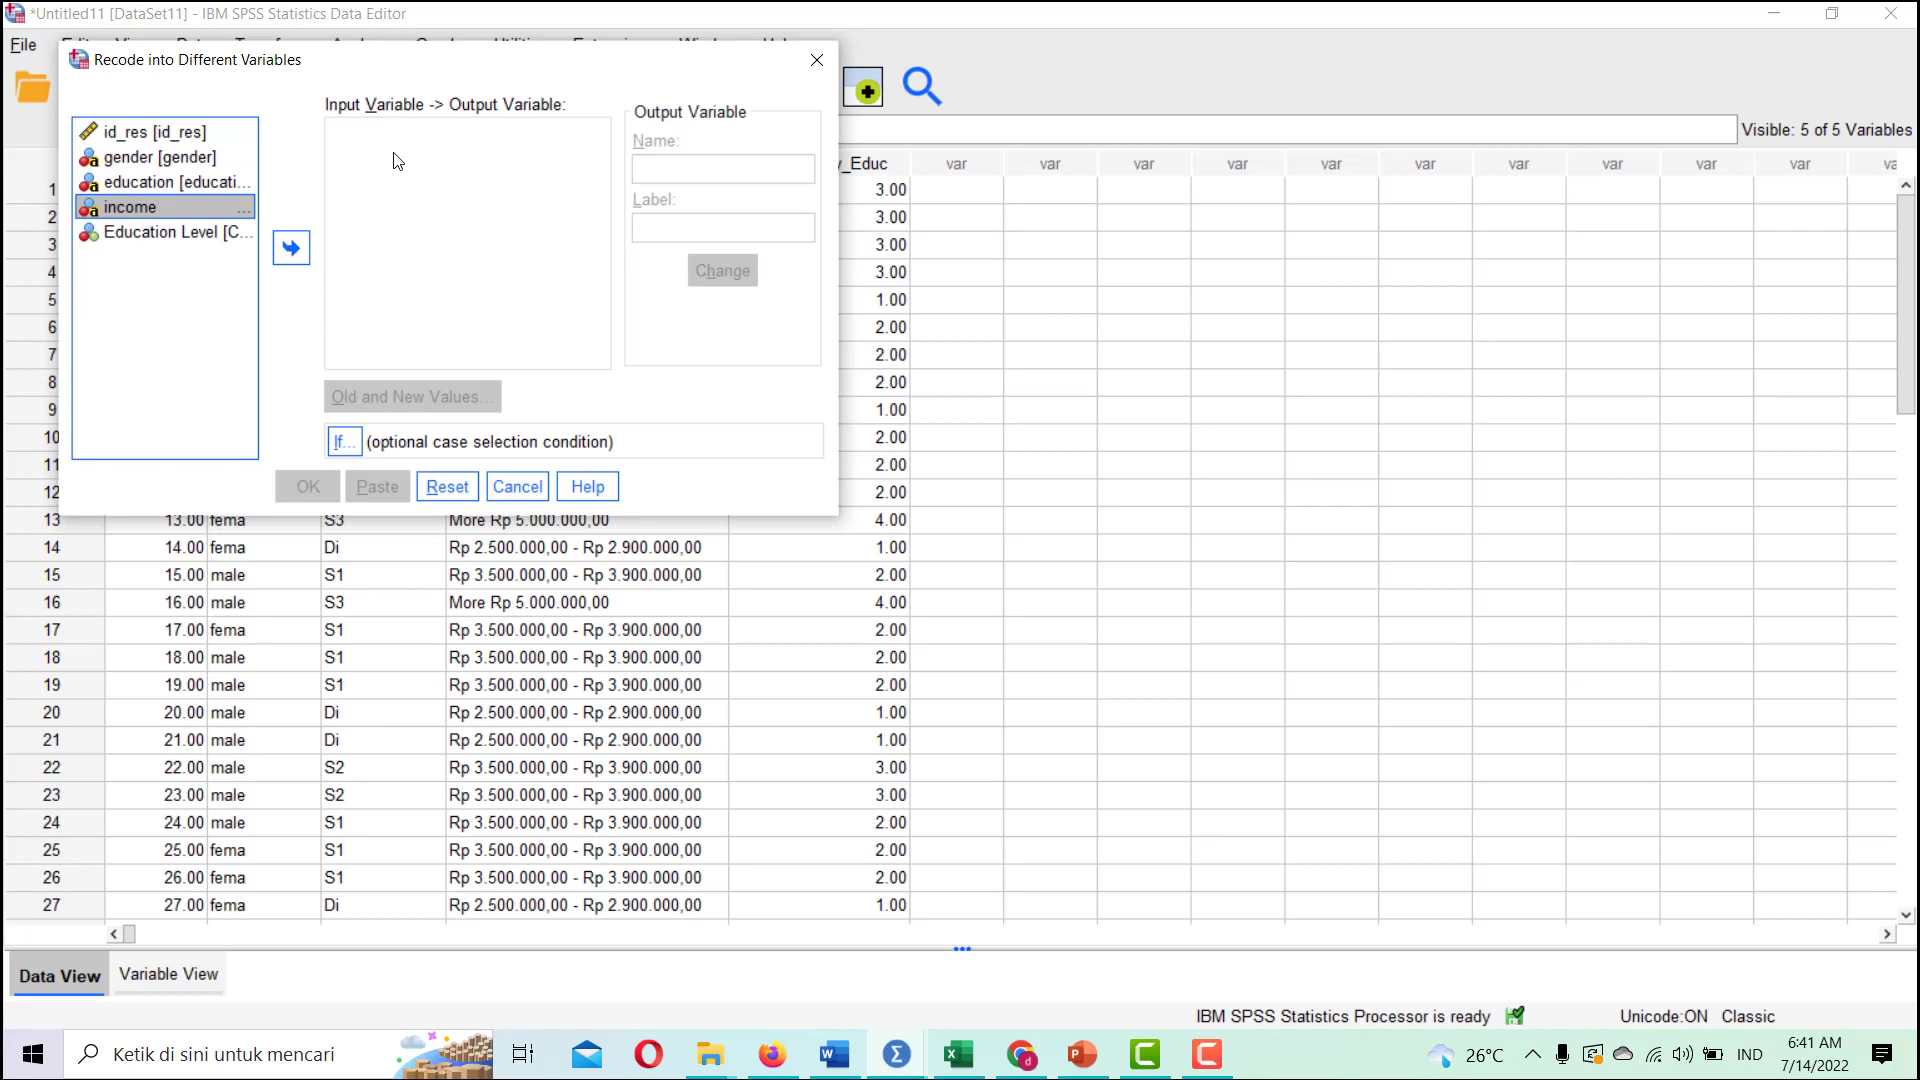 *Untitled11 [DataSet11] - IBM SPSS Statistics Data Editor
File
Recode into Different Variables
Input Variable -> Output Variable:
Output Variable
Name:
Label:
Change
id_res [id_res]
gender [gender]
education [educati...
income ...
Education Level [C...
Old and New Values...
If... (optional case selection condition)
OK Paste Reset Cancel Help
Visible: 5 of 5 Variables
_Educ var var var var var var var var var var
1 3.00
2 3.00
3 3.00
4 3.00
5 1.00
6 2.00
7 2.00
8 2.00
9 1.00
10 2.00
11 2.00
12 2.00
13 13.00 fema S3 More Rp 5.000.000,00 4.00
14 14.00 fema Di Rp 2.500.000,00 - Rp 2.900.000,00 1.00
15 15.00 male S1 Rp 3.500.000,00 - Rp 3.900.000,00 2.00
16 16.00 male S3 More Rp 5.000.000,00 4.00
17 17.00 fema S1 Rp 3.500.000,00 - Rp 3.900.000,00 2.00
18 18.00 male S1 Rp 3.500.000,00 - Rp 3.900.000,00 2.00
19 19.00 male S1 Rp 3.500.000,00 - Rp 3.900.000,00 2.00
20 20.00 male Di Rp 2.500.000,00 - Rp 2.900.000,00 1.00
21 21.00 male Di Rp 2.500.000,00 - Rp 2.900.000,00 1.00
22 22.00 male S2 Rp 3.500.000,00 - Rp 3.900.000,00 3.00
23 23.00 male S2 Rp 3.500.000,00 - Rp 3.900.000,00 3.00
24 24.00 male S1 Rp 3.500.000,00 - Rp 3.900.000,00 2.00
25 25.00 fema S1 Rp 3.500.000,00 - Rp 3.900.000,00 2.00
26 26.00 fema S1 Rp 3.500.000,00 - Rp 3.900.000,00 2.00
27 27.00 fema Di Rp 2.500.000,00 - Rp 2.900.000,00 1.00
Data View Variable View
IBM SPSS Statistics Processor is ready Unicode:ON Classic
Ketik di sini untuk mencari
26°C IND 6:41 AM
7/14/2022